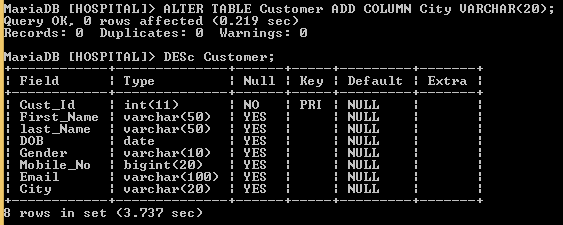 MariaDB [HOSPITAL]> ALTER TABLE Customer ADD COLUMN City VARCHAR(20);
Query OK, 0 rows affected (0.219 sec)
Records: 0  Duplicates: 0  Warnings: 0

MariaDB [HOSPITAL]> DESc Customer;
+------------+--------------+------+-----+---------+-------+
| Field      | Type         | Null | Key | Default | Extra |
+------------+--------------+------+-----+---------+-------+
| Cust_Id    | int(11)      | NO   | PRI | NULL    |       |
| First_Name | varchar(50)  | YES  |     | NULL    |       |
| last_Name  | varchar(50)  | YES  |     | NULL    |       |
| DOB        | date         | YES  |     | NULL    |       |
| Gender     | varchar(10)  | YES  |     | NULL    |       |
| Mobile_No  | bigint(20)   | YES  |     | NULL    |       |
| Email      | varchar(100) | YES  |     | NULL    |       |
| City       | varchar(20)  | YES  |     | NULL    |       |
+------------+--------------+------+-----+---------+-------+
8 rows in set (3.737 sec)